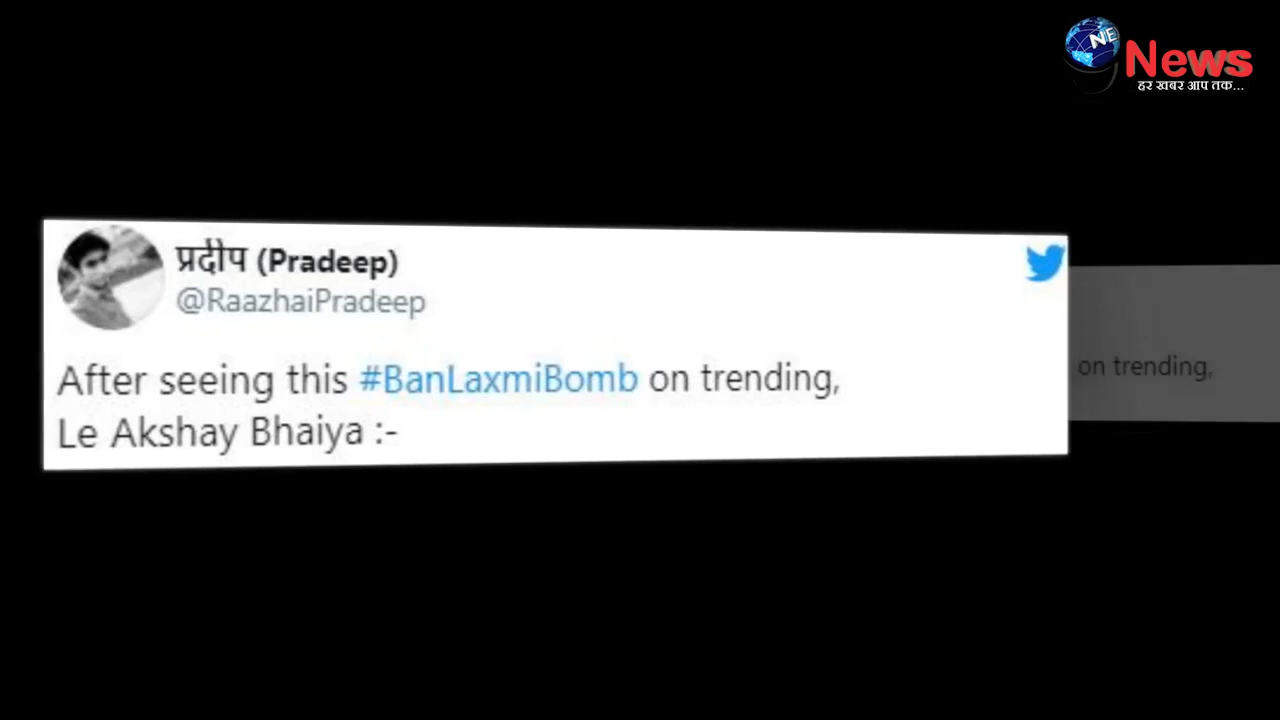 NE
News
हर खबर आप तक...
प्रदीप (Pradeep)
@RaazhaiPradeep
After seeing this #BanLaxmiBomb on trending,
Le Akshay Bhaiya :-
on trending,